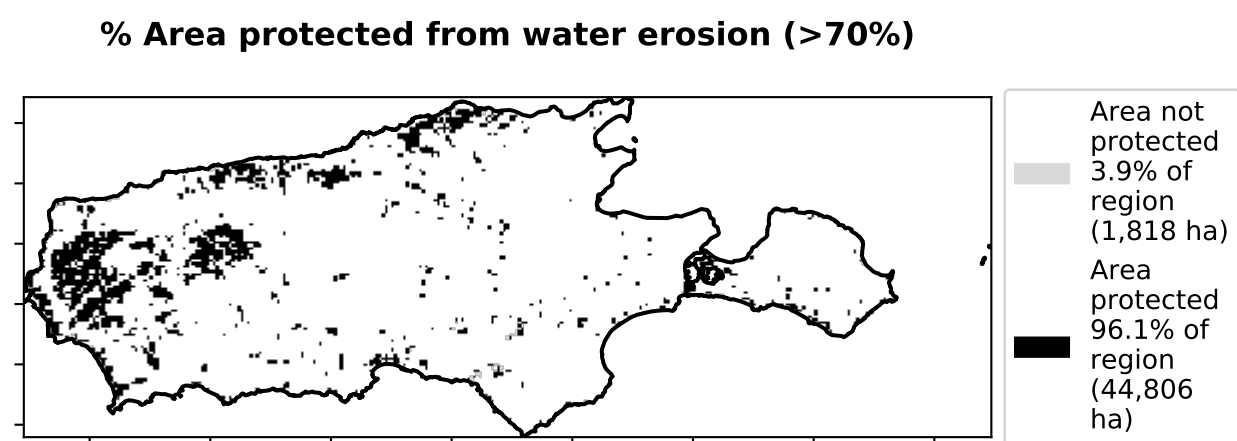 % Area protected from water erosion (>70%)
Area not
protected
3.9% of
region
(1,818 ha)
Area
protected
96.1% of
region
(44,806
ha)